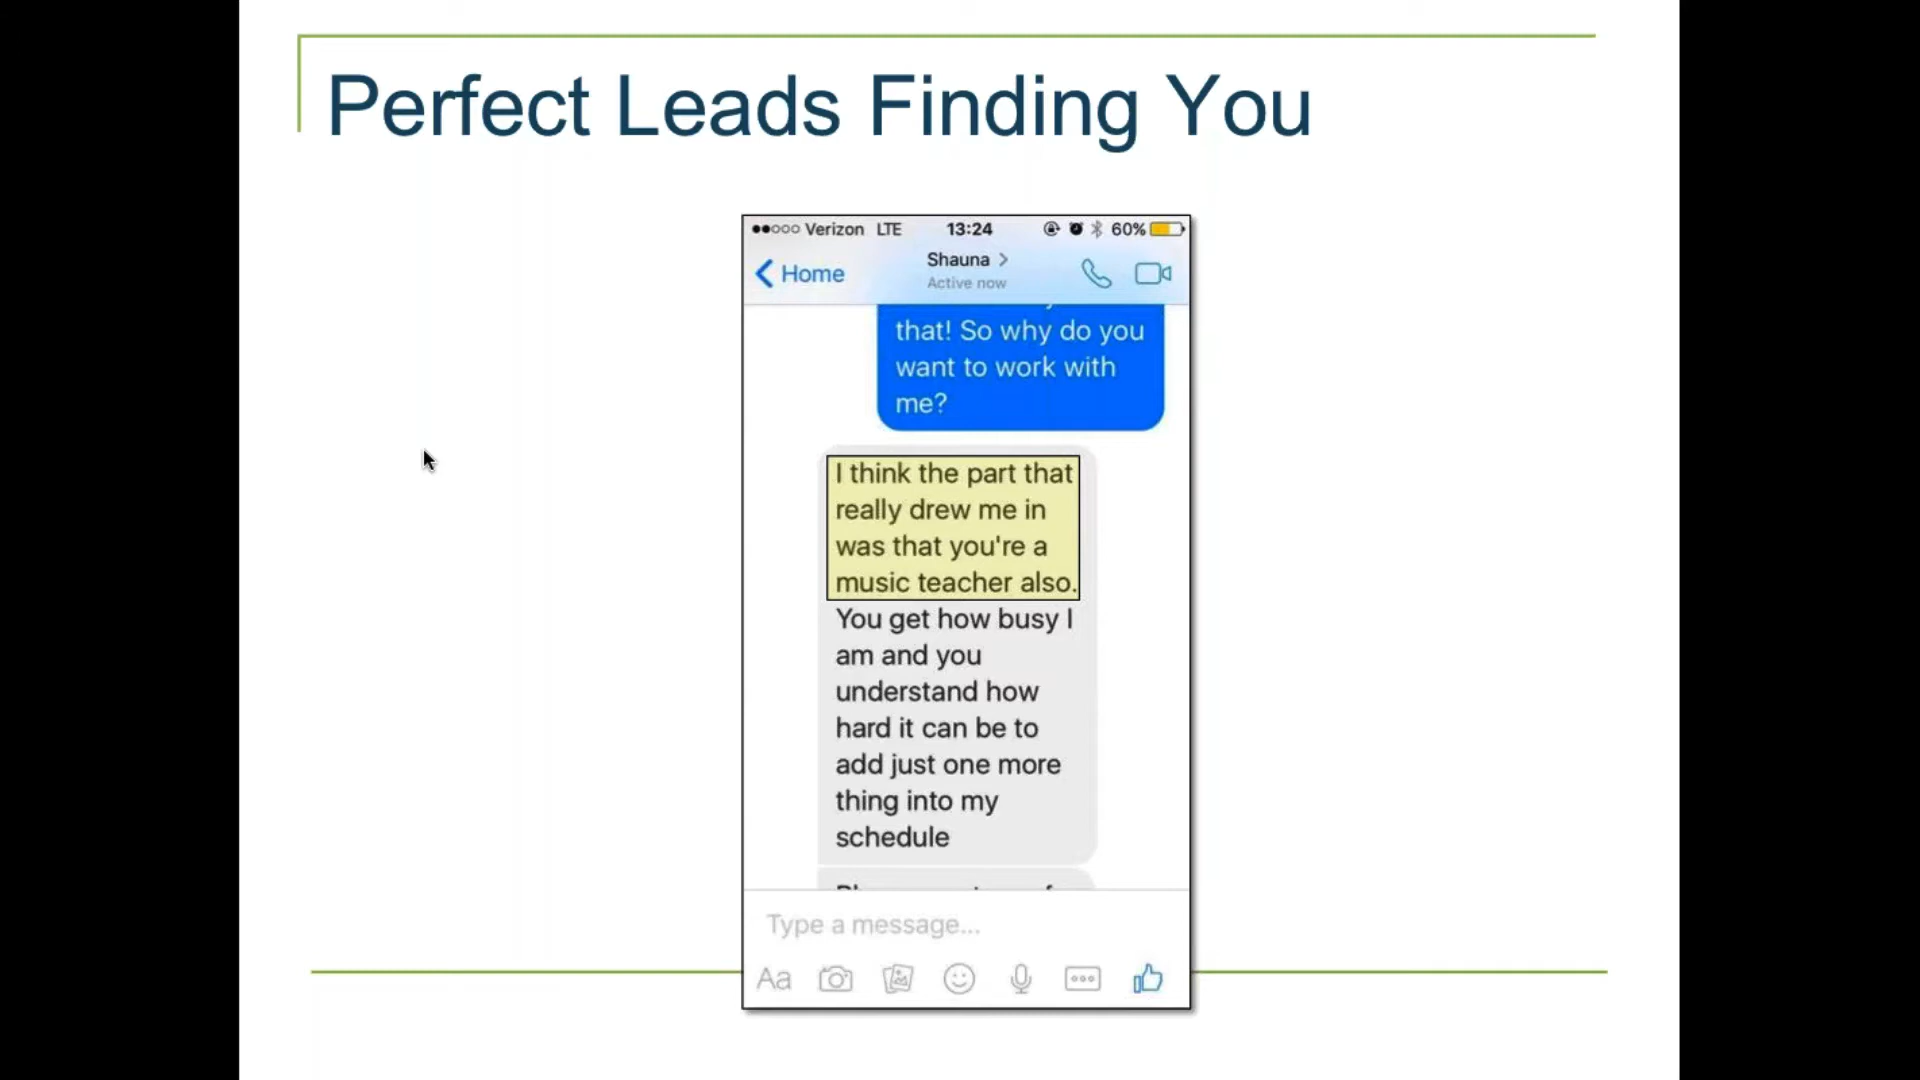 Perfect Leads Finding You
Verizon LTE 13:24 60%
Home Shauna
Active now
that! So why do you
want to work with
me?
I think the part that
really drew me in
was that you're a
music teacher also.
You get how busy I
am and you
understand how
hard it can be to
add just one more
thing into my
schedule
Type a message...
Aa